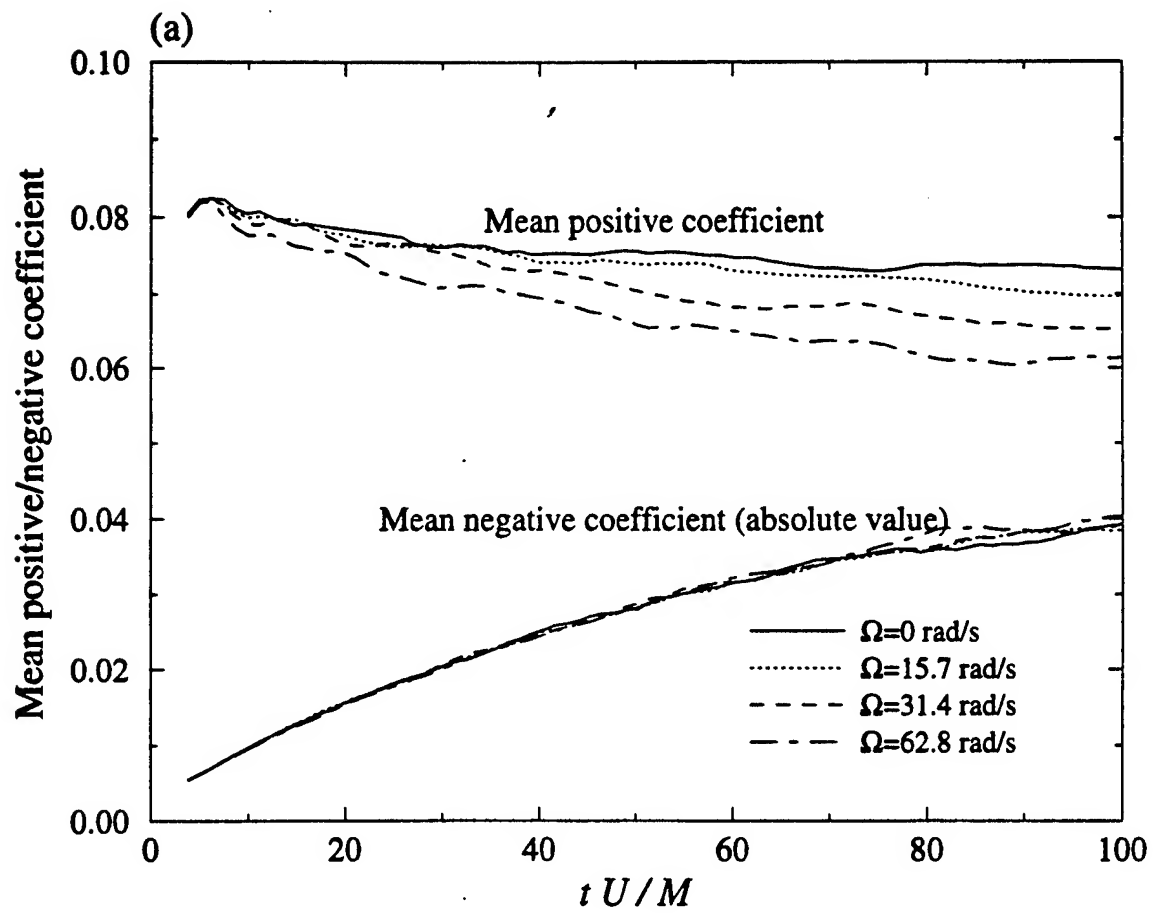 (a)
Mean positive/negative coefficient
0.10
0.08
0.06
0.04
0.02
0.00
Mean positive coefficient
Mean negative coefficient (absolute value)
Ω=0 rad/s
Ω=15.7 rad/s
Ω=31.4 rad/s
Ω=62.8 rad/s
0 20 40 60 80 100
t U / M